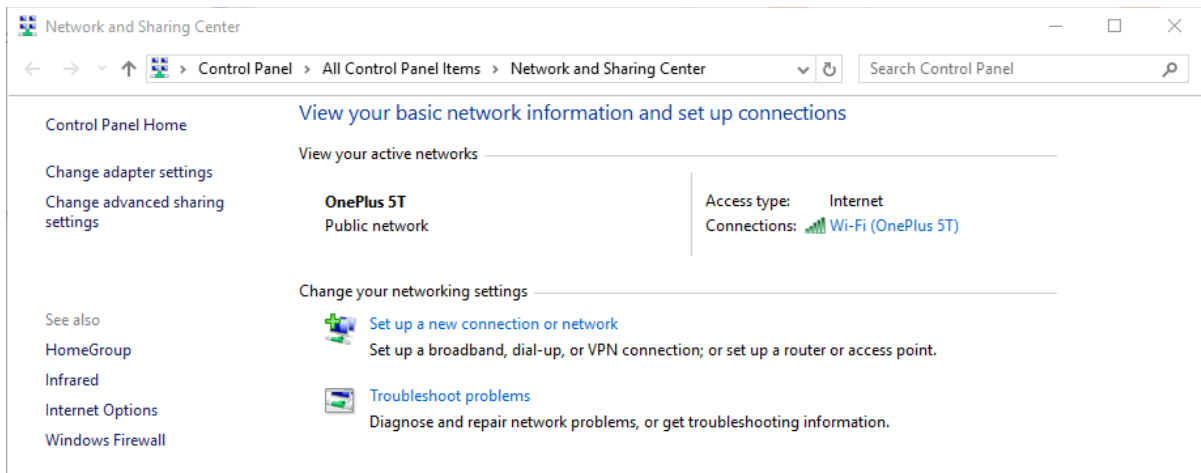 Network and Sharing Center
Control Panel > All Control Panel Items > Network and Sharing Center
Search Control Panel
Control Panel Home
Change adapter settings
Change advanced sharing
settings
See also
HomeGroup
Infrared
Internet Options
Windows Firewall
View your basic network information and set up connections
View your active networks
OnePlus 5T
Public network
Access type: Internet
Connections: Wi-Fi (OnePlus 5T)
Change your networking settings
Set up a new connection or network
Set up a broadband, dial-up, or VPN connection; or set up a router or access point.
Troubleshoot problems
Diagnose and repair network problems, or get troubleshooting information.